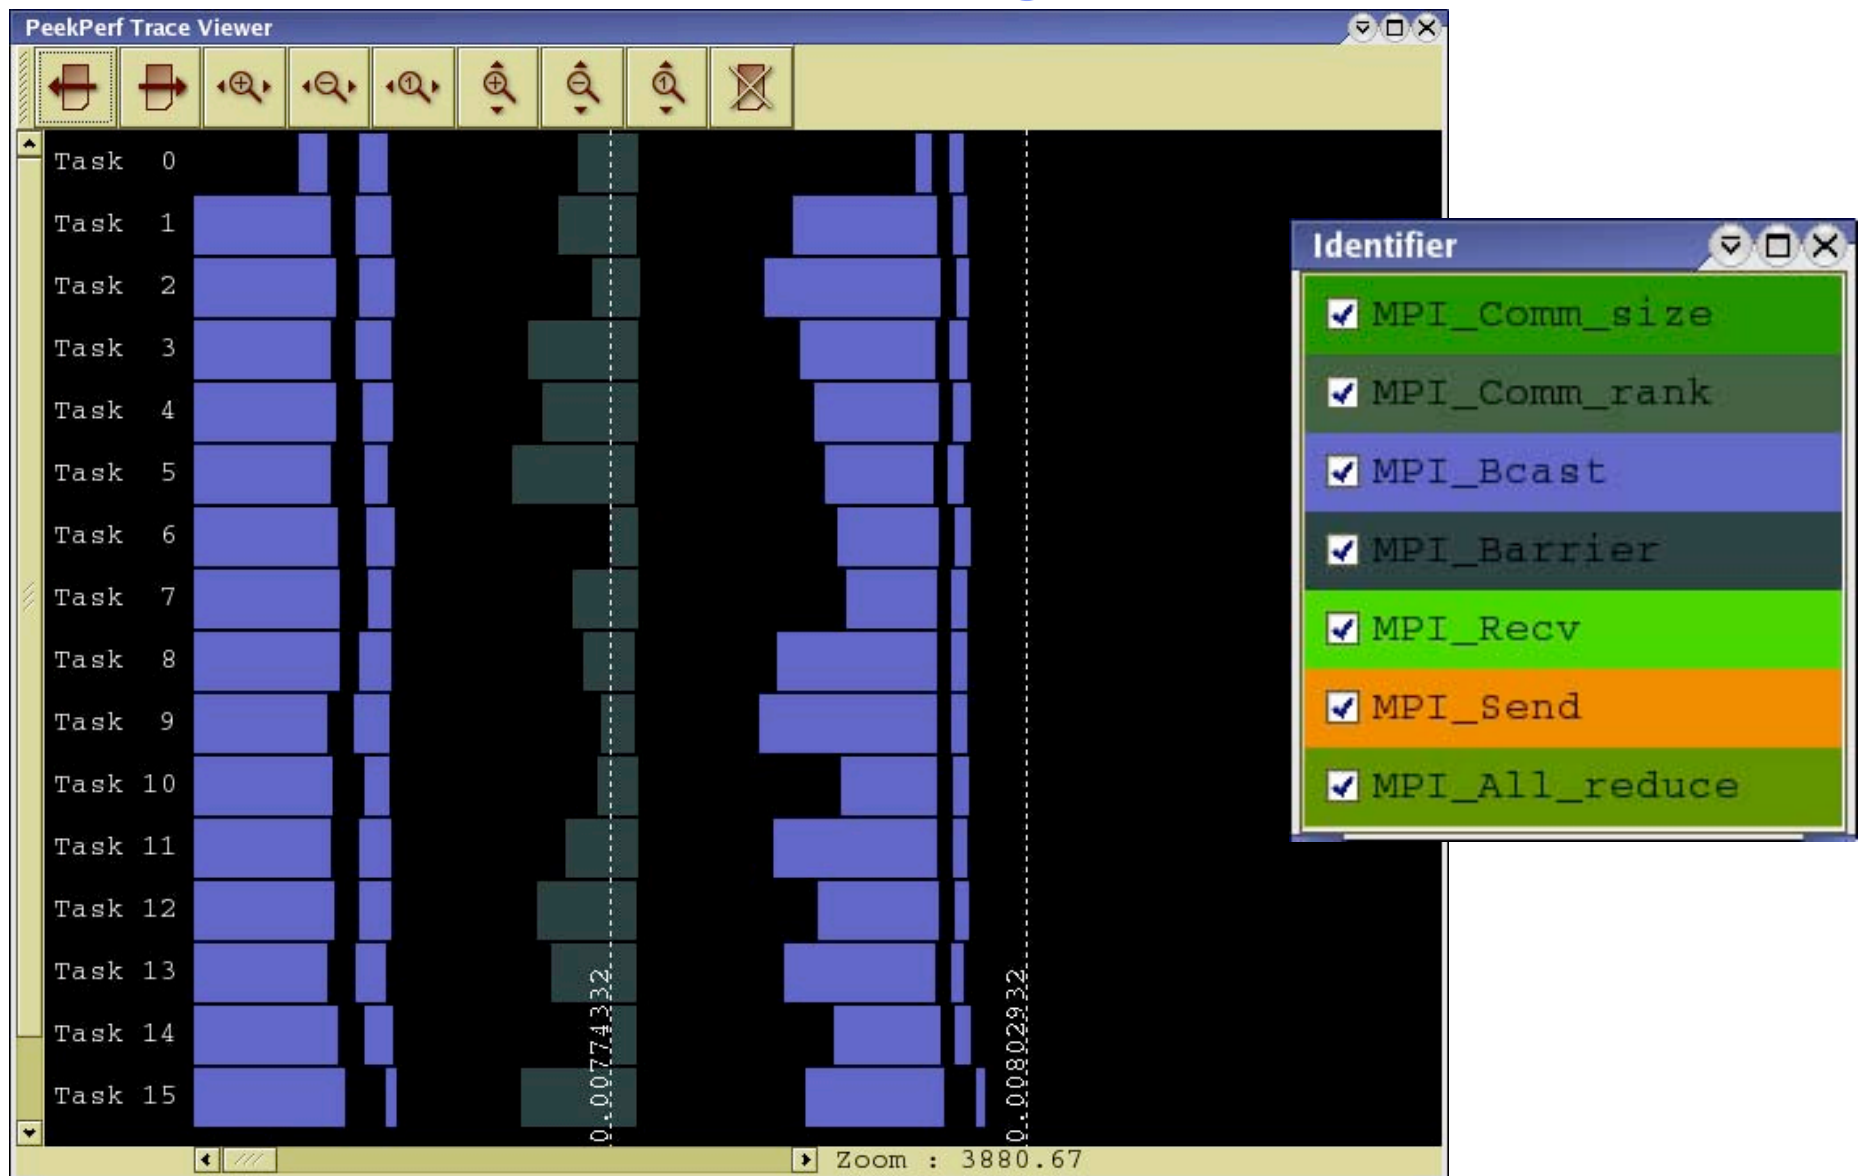 PeekPerf Trace Viewer
Task 0
Task 1
Task 2
Task 3
Task 4
Task 5
Task 6
Task 7
Task 8
Task 9
Task 10
Task 11
Task 12
Task 13
Task 14
Task 15
0.00774332
0.00802932
Zoom : 3880.67
Identifier
MPI_Comm_size
MPI_Comm_rank
MPI_Bcast
MPI_Barrier
MPI_Recv
MPI_Send
MPI_All_reduce